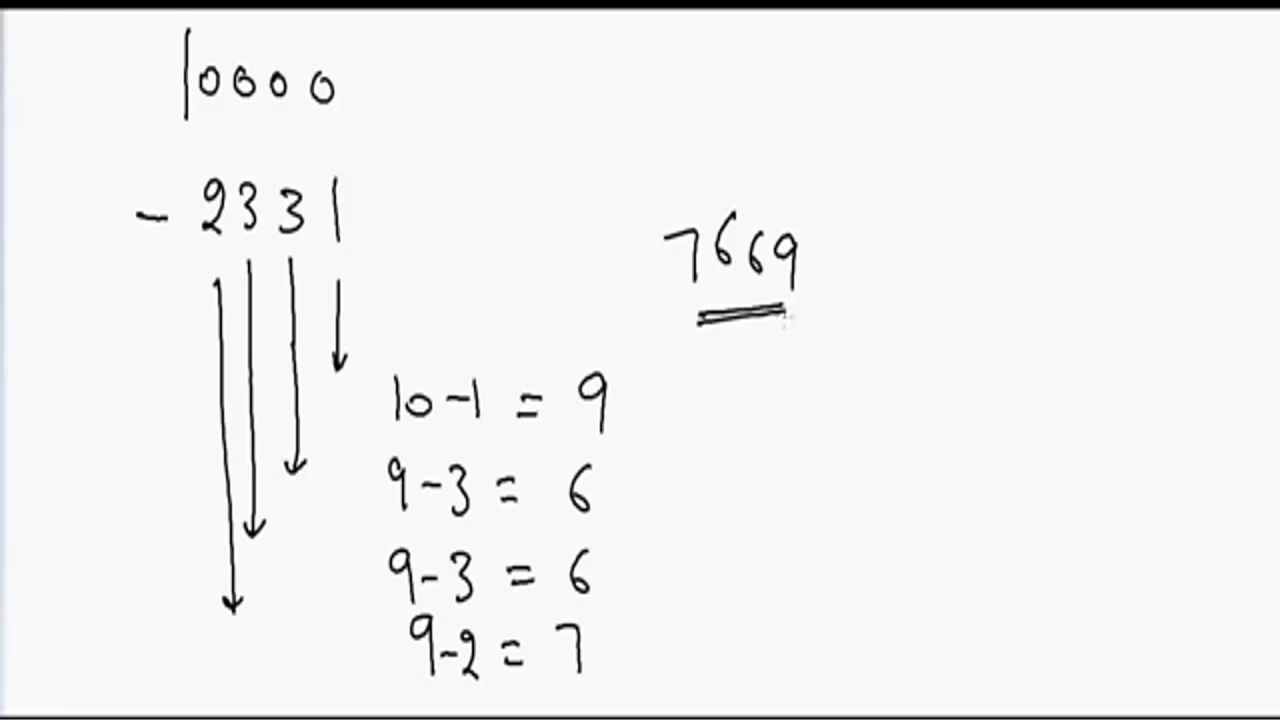 10000
- 2331
7669
10-1 = 9
9-3 = 6
9-3 = 6
9-2 = 7